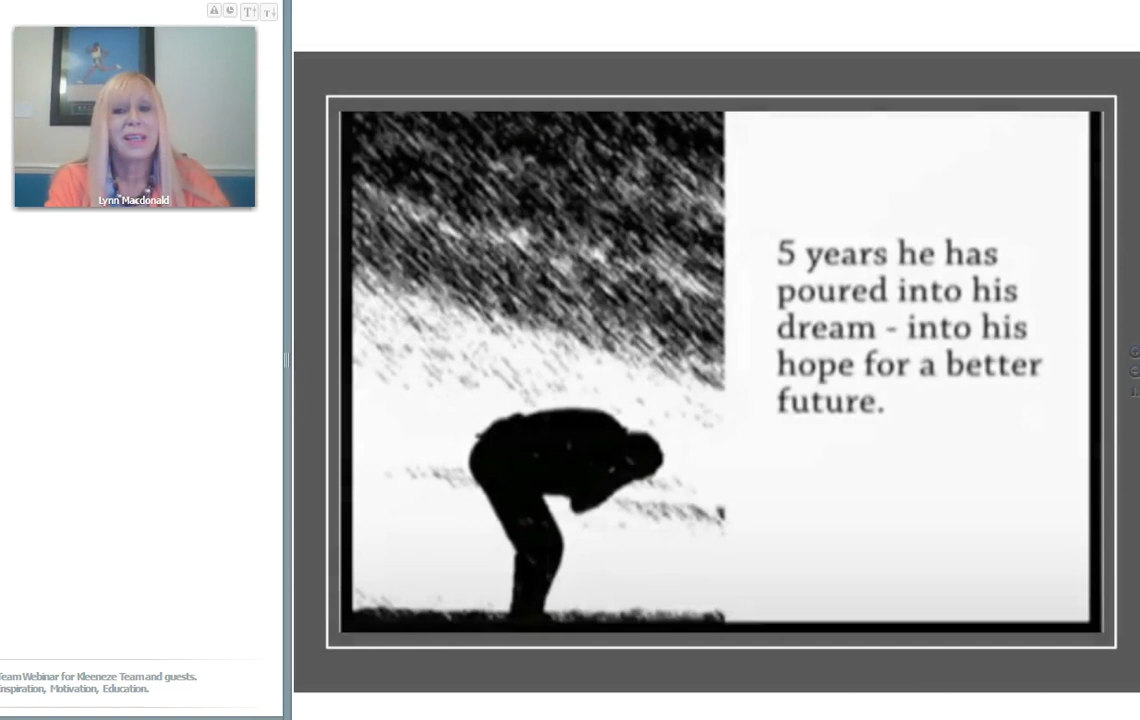 Lynn Macdonald
5 years he has
poured into his
dream - into his
hope for a better
future.
Team Webinar for Kleeneze Team and guests.
Inspiration, Motivation, Education.